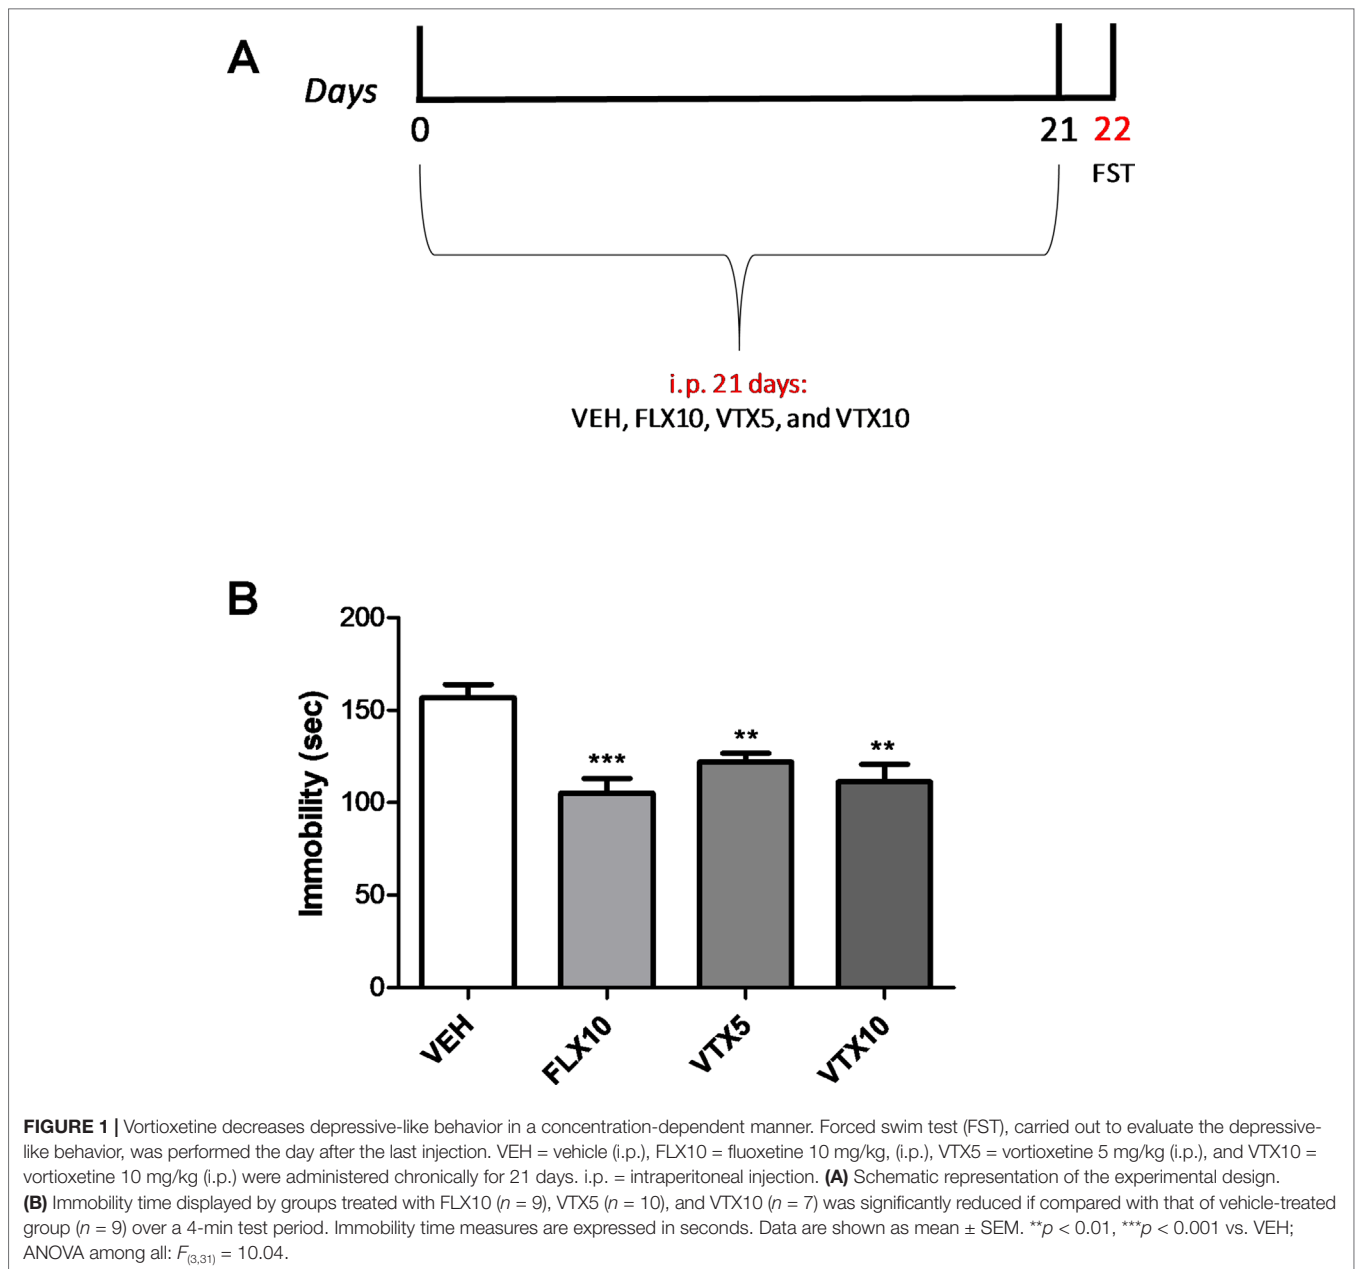 A
Days
0
21 22
FST
i.p. 21 days:
VEH, FLX10, VTX5, and VTX10
B
200
150
100
50
0
Immobility (sec)
***
**
**
VEH
FLX10
VTX5
VTX10
FIGURE 1 | Vortioxetine decreases depressive-like behavior in a concentration-dependent manner. Forced swim test (FST), carried out to evaluate the depressive-
like behavior, was performed the day after the last injection. VEH = vehicle (i.p.), FLX10 = fluoxetine 10 mg/kg, (i.p.), VTX5 = vortioxetine 5 mg/kg (i.p.), and VTX10 =
vortioxetine 10 mg/kg (i.p.) were administered chronically for 21 days. i.p. = intraperitoneal injection. (A) Schematic representation of the experimental design.
(B) Immobility time displayed by groups treated with FLX10 (n = 9), VTX5 (n = 10), and VTX10 (n = 7) was significantly reduced if compared with that of vehicle-treated
group (n = 9) over a 4-min test period. Immobility time measures are expressed in seconds. Data are shown as mean ± SEM. **p < 0.01, ***p < 0.001 vs. VEH;
ANOVA among all: F(3,31) = 10.04.